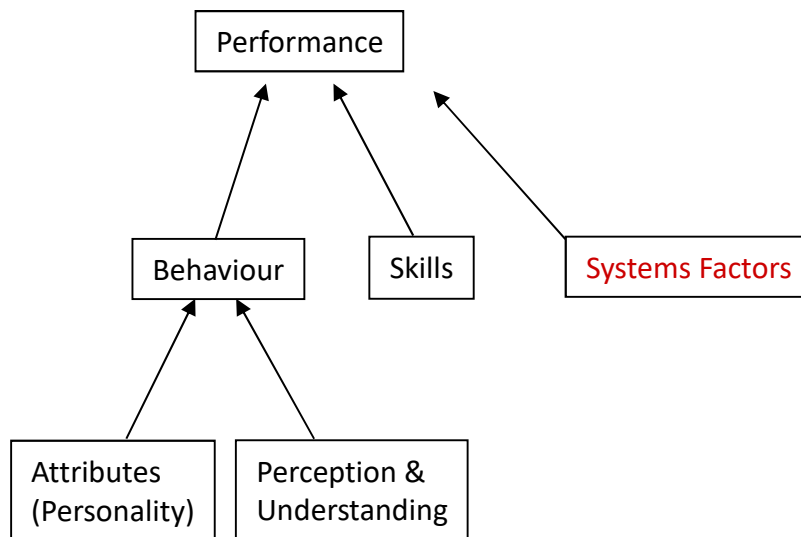 Performance
Behaviour
Skills
Systems Factors
Attributes
(Personality)
Perception &
Understanding